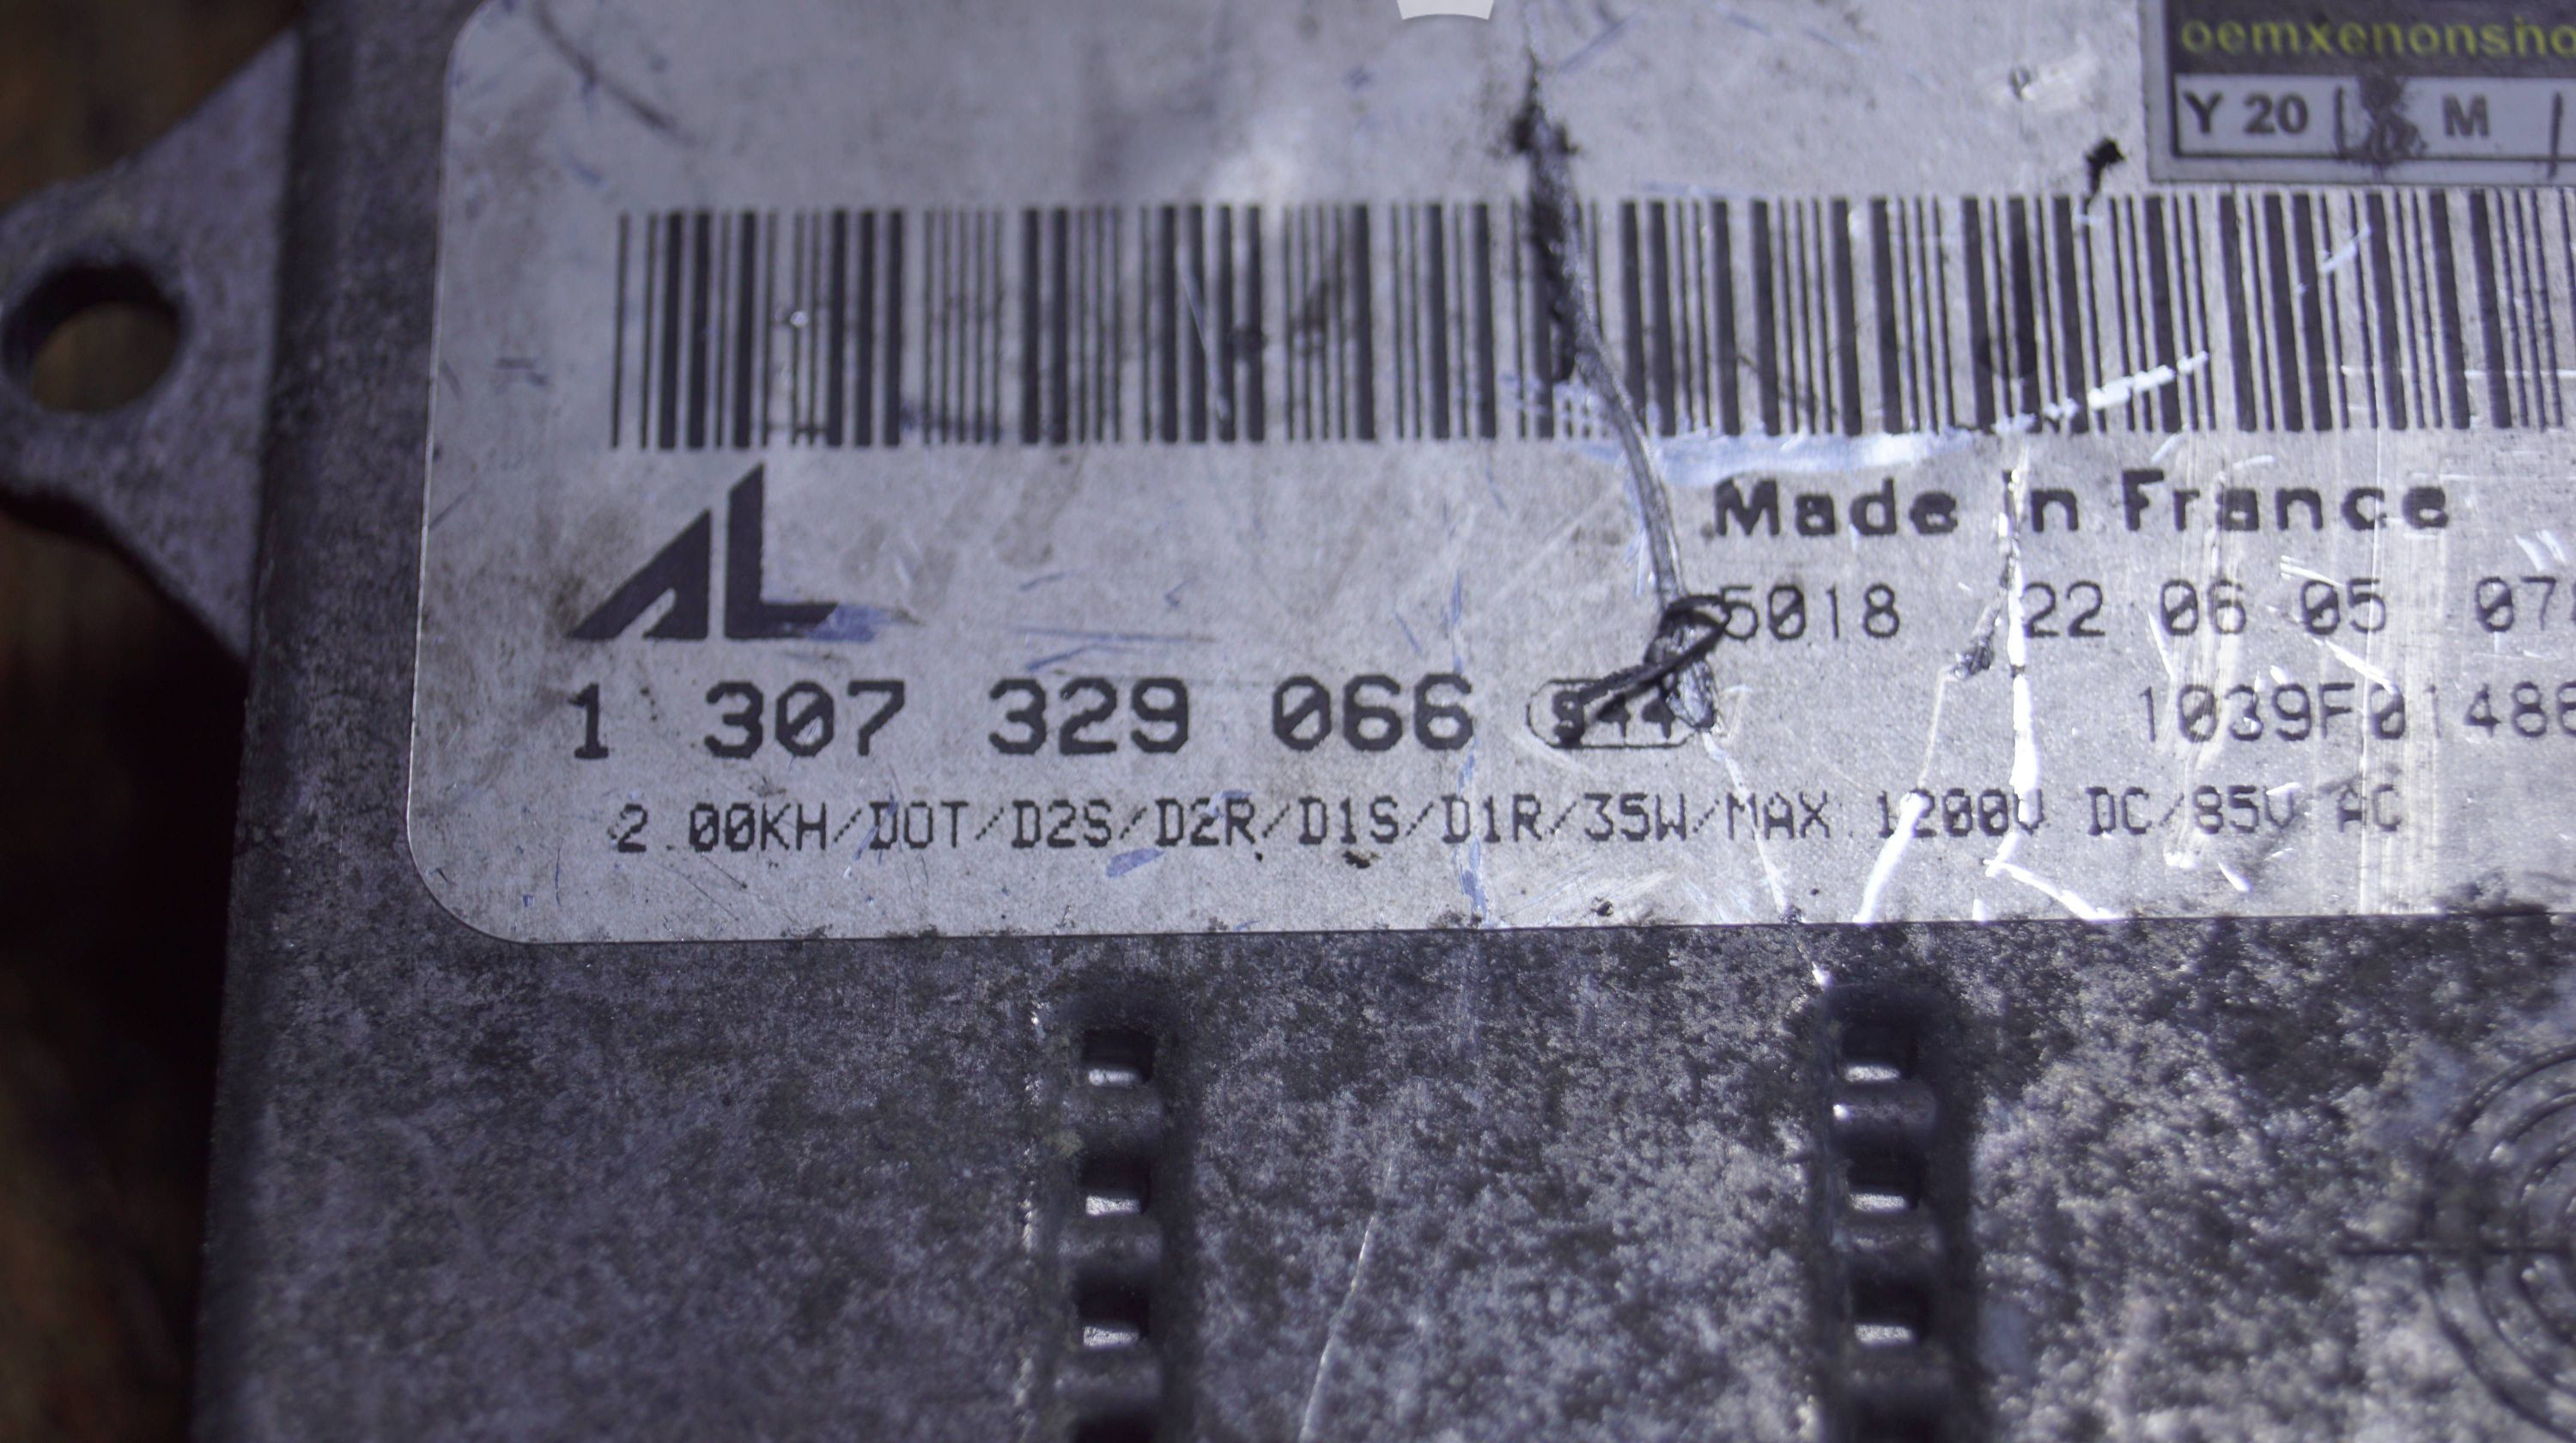 oemxenonsho
Y 20 M
AL
Made in France
5018 22 06 05 07
1 307 329 066
1039F01486
2.00KH/DOT/D2S/D2R/D1S/D1R/35W/MAX 1200V DC/85V AC